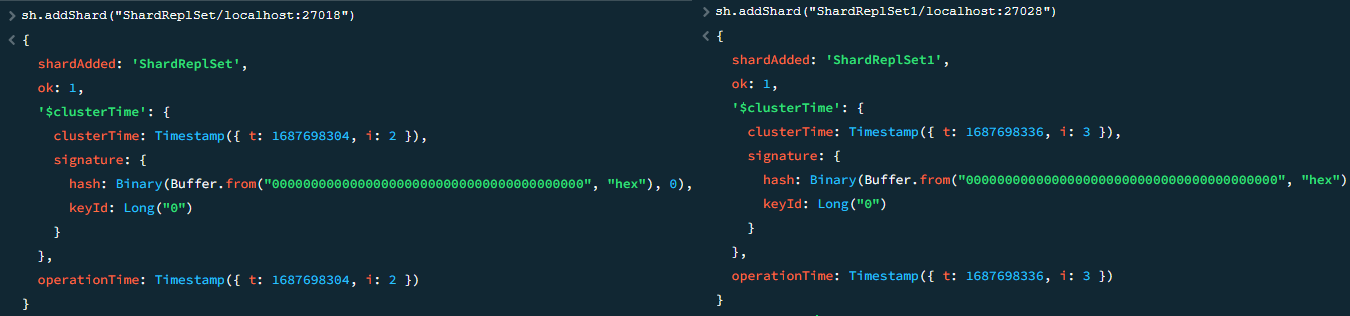 > sh.addShard("ShardReplSet/localhost:27018")
< {
shardAdded: 'ShardReplSet',
ok: 1,
'$clusterTime': {
clusterTime: Timestamp({ t: 1687698304, i: 2 }),
signature: {
hash: Binary(Buffer.from("0000000000000000000000000000000000000000", "hex"), 0),
keyId: Long("0")
}
},
operationTime: Timestamp({ t: 1687698304, i: 2 })
}
> sh.addShard("ShardReplSet1/localhost:27028")
< {
shardAdded: 'ShardReplSet1',
ok: 1,
'$clusterTime': {
clusterTime: Timestamp({ t: 1687698336, i: 3 }),
signature: {
hash: Binary(Buffer.from("0000000000000000000000000000000000000000", "hex")
keyId: Long("0")
}
},
operationTime: Timestamp({ t: 1687698336, i: 3 })
}